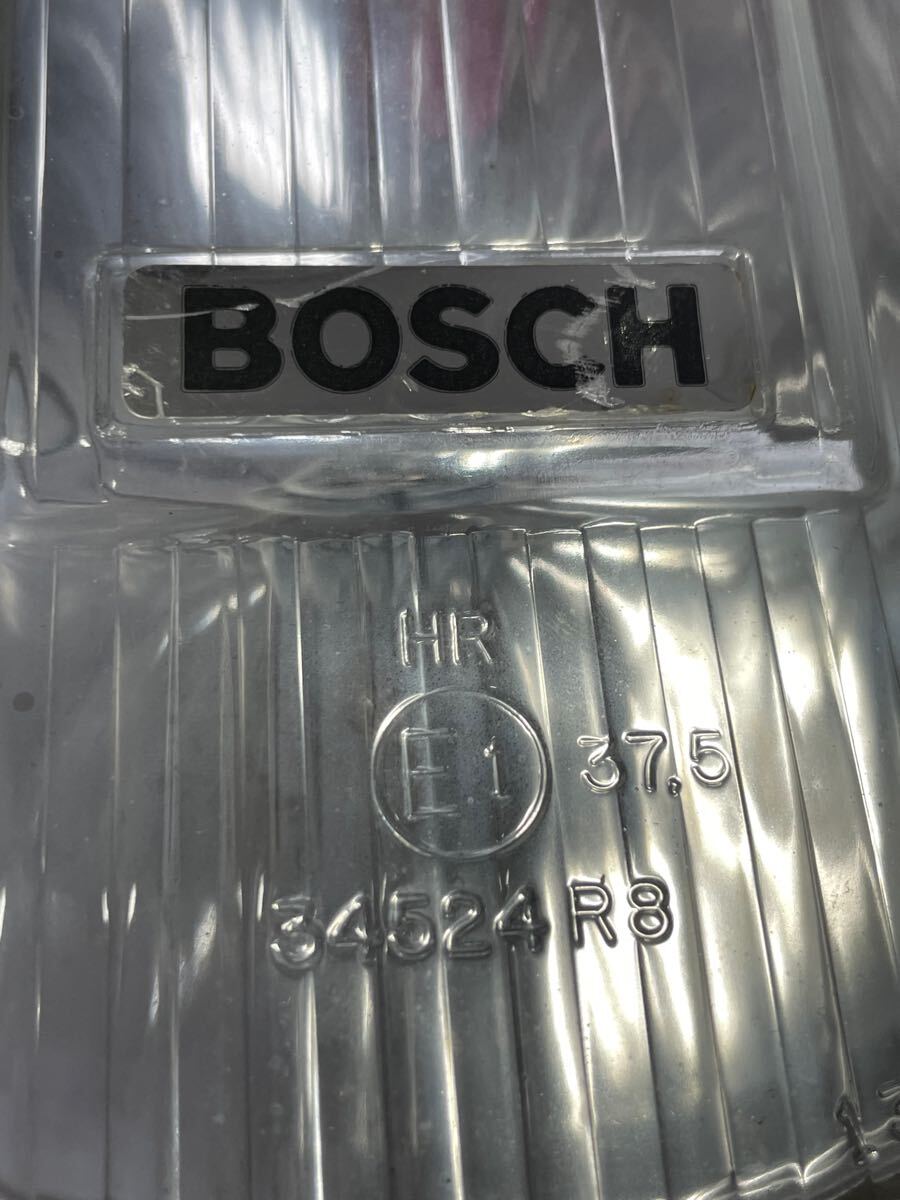 BOSCH
HR
E1 37.5
34524 R8